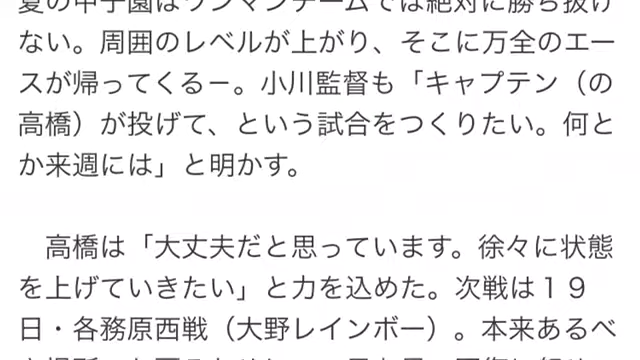 夏の甲子園はワンマンチームでは絶対に勝ち抜け
ない。周囲のレベルが上がり、そこに万全のエー
スが帰ってくる－。小川監督も「キャプテン（の
高橋）が投げて、という試合をつくりたい。何と
か来週には」と明かす。
高橋は「大丈夫だと思っています。徐々に状態
を上げていきたい」と力を込めた。次戦は１９
日・各務原西戦（大野レインボー）。本来あるべ